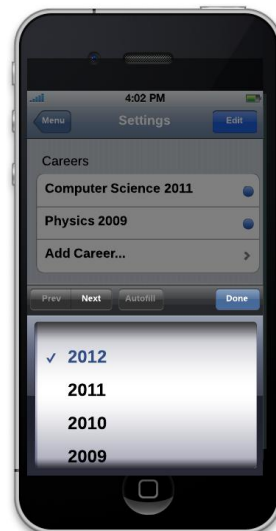 4:02 PM
Menu Settings Edit
Careers
Computer Science 2011
Physics 2009
Add Career...
Prev Next Autofill Done
✓ 2012
2011
2010
2009